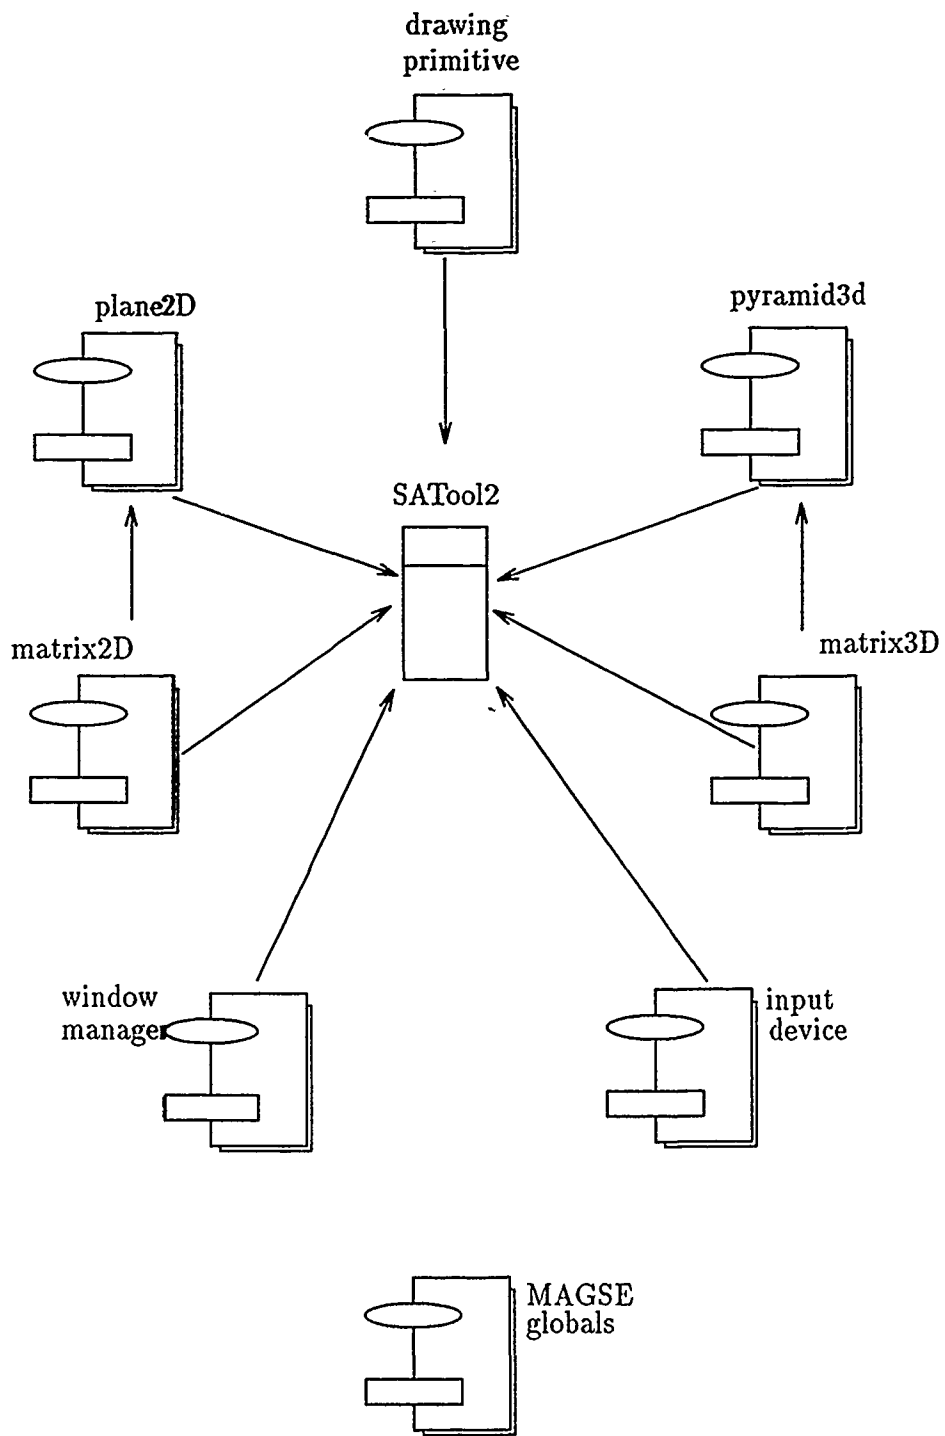 drawing
primitive
plane2D
pyramid3d
SATool2
matrix2D
matrix3D
window
manager
input
device
MAGSE
globals